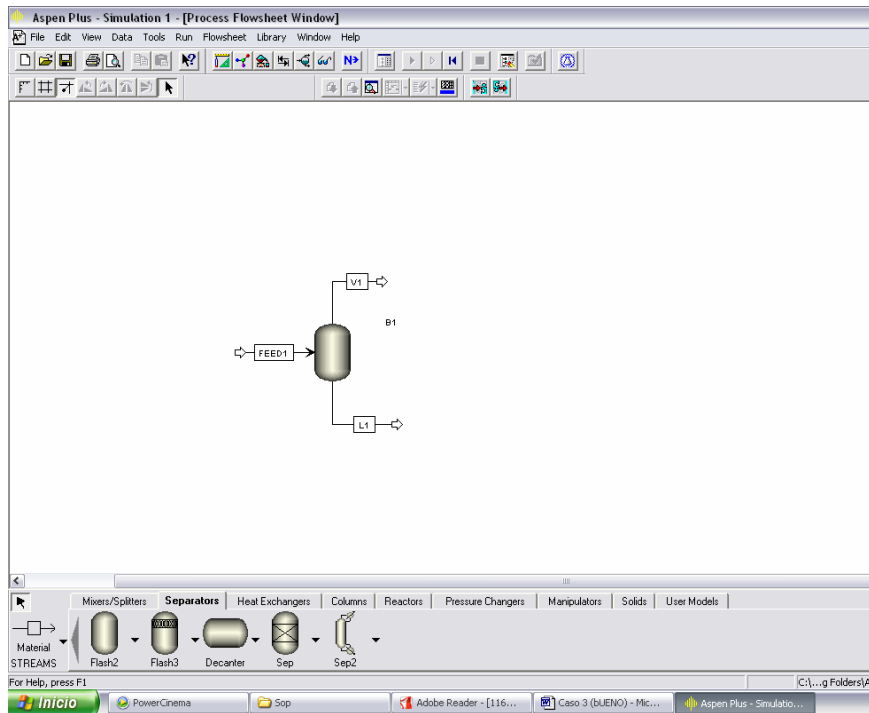 Aspen Plus - Simulation 1 - [Process Flowsheet Window]
File Edit View Data Tools Run Flowsheet Library Window Help
N>
V1
B1
FEED1
L1
Mixers/Splitters Separators Heat Exchangers Columns Reactors Pressure Changers Manipulators Solids User Models
Material
STREAMS Flash2 Flash3 Decanter Sep Sep2
For Help, press F1 C:\...g Folders\A
Inicio PowerCinema Sop Adobe Reader - [116... Caso 3 (bUENO) - Mic... Aspen Plus - Simulatio...